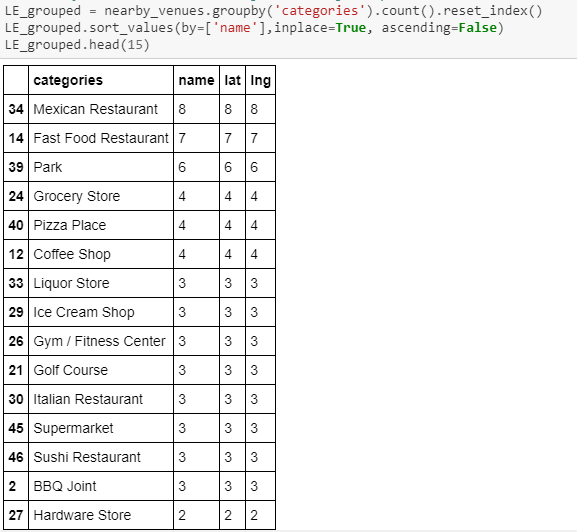 LE_grouped = nearby_venues.groupby('categories').count().reset_index()
LE_grouped.sort_values(by=['name'],inplace=True, ascending=False)
LE_grouped.head(15)
categories name lat lng
34 Mexican Restaurant 8 8 8
14 Fast Food Restaurant 7 7 7
39 Park 6 6 6
24 Grocery Store 4 4 4
40 Pizza Place 4 4 4
12 Coffee Shop 4 4 4
33 Liquor Store 3 3 3
29 Ice Cream Shop 3 3 3
26 Gym / Fitness Center 3 3 3
21 Golf Course 3 3 3
30 Italian Restaurant 3 3 3
45 Supermarket 3 3 3
46 Sushi Restaurant 3 3 3
2 BBQ Joint 3 3 3
27 Hardware Store 2 2 2